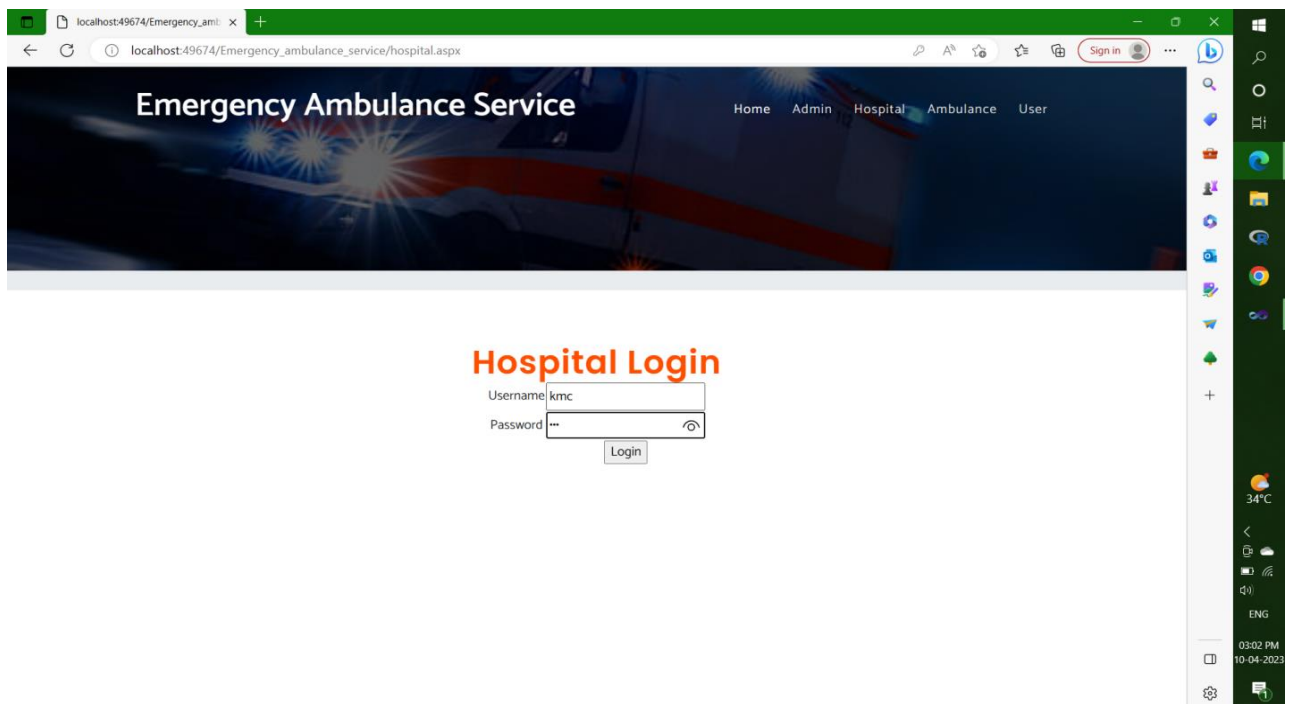 localhost:49674/Emergency_amb
localhost:49674/Emergency_ambulance_service/hospital.aspx
Sign in
Emergency Ambulance Service
Home Admin Hospital Ambulance User
Hospital Login
Username kmc
Password •••
Login
34°C
ENG
03:02 PM
10-04-2023
1